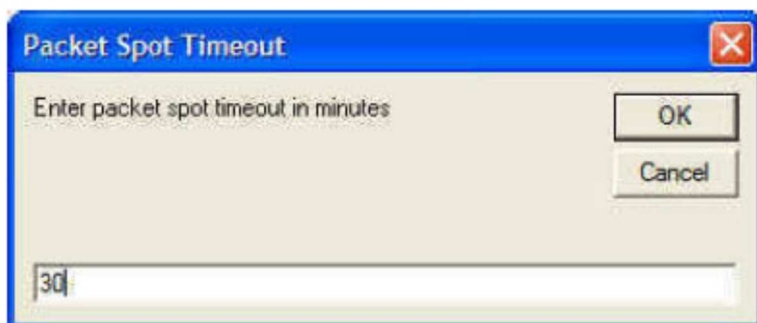 Packet Spot Timeout
Enter packet spot timeout in minutes
OK
Cancel
30